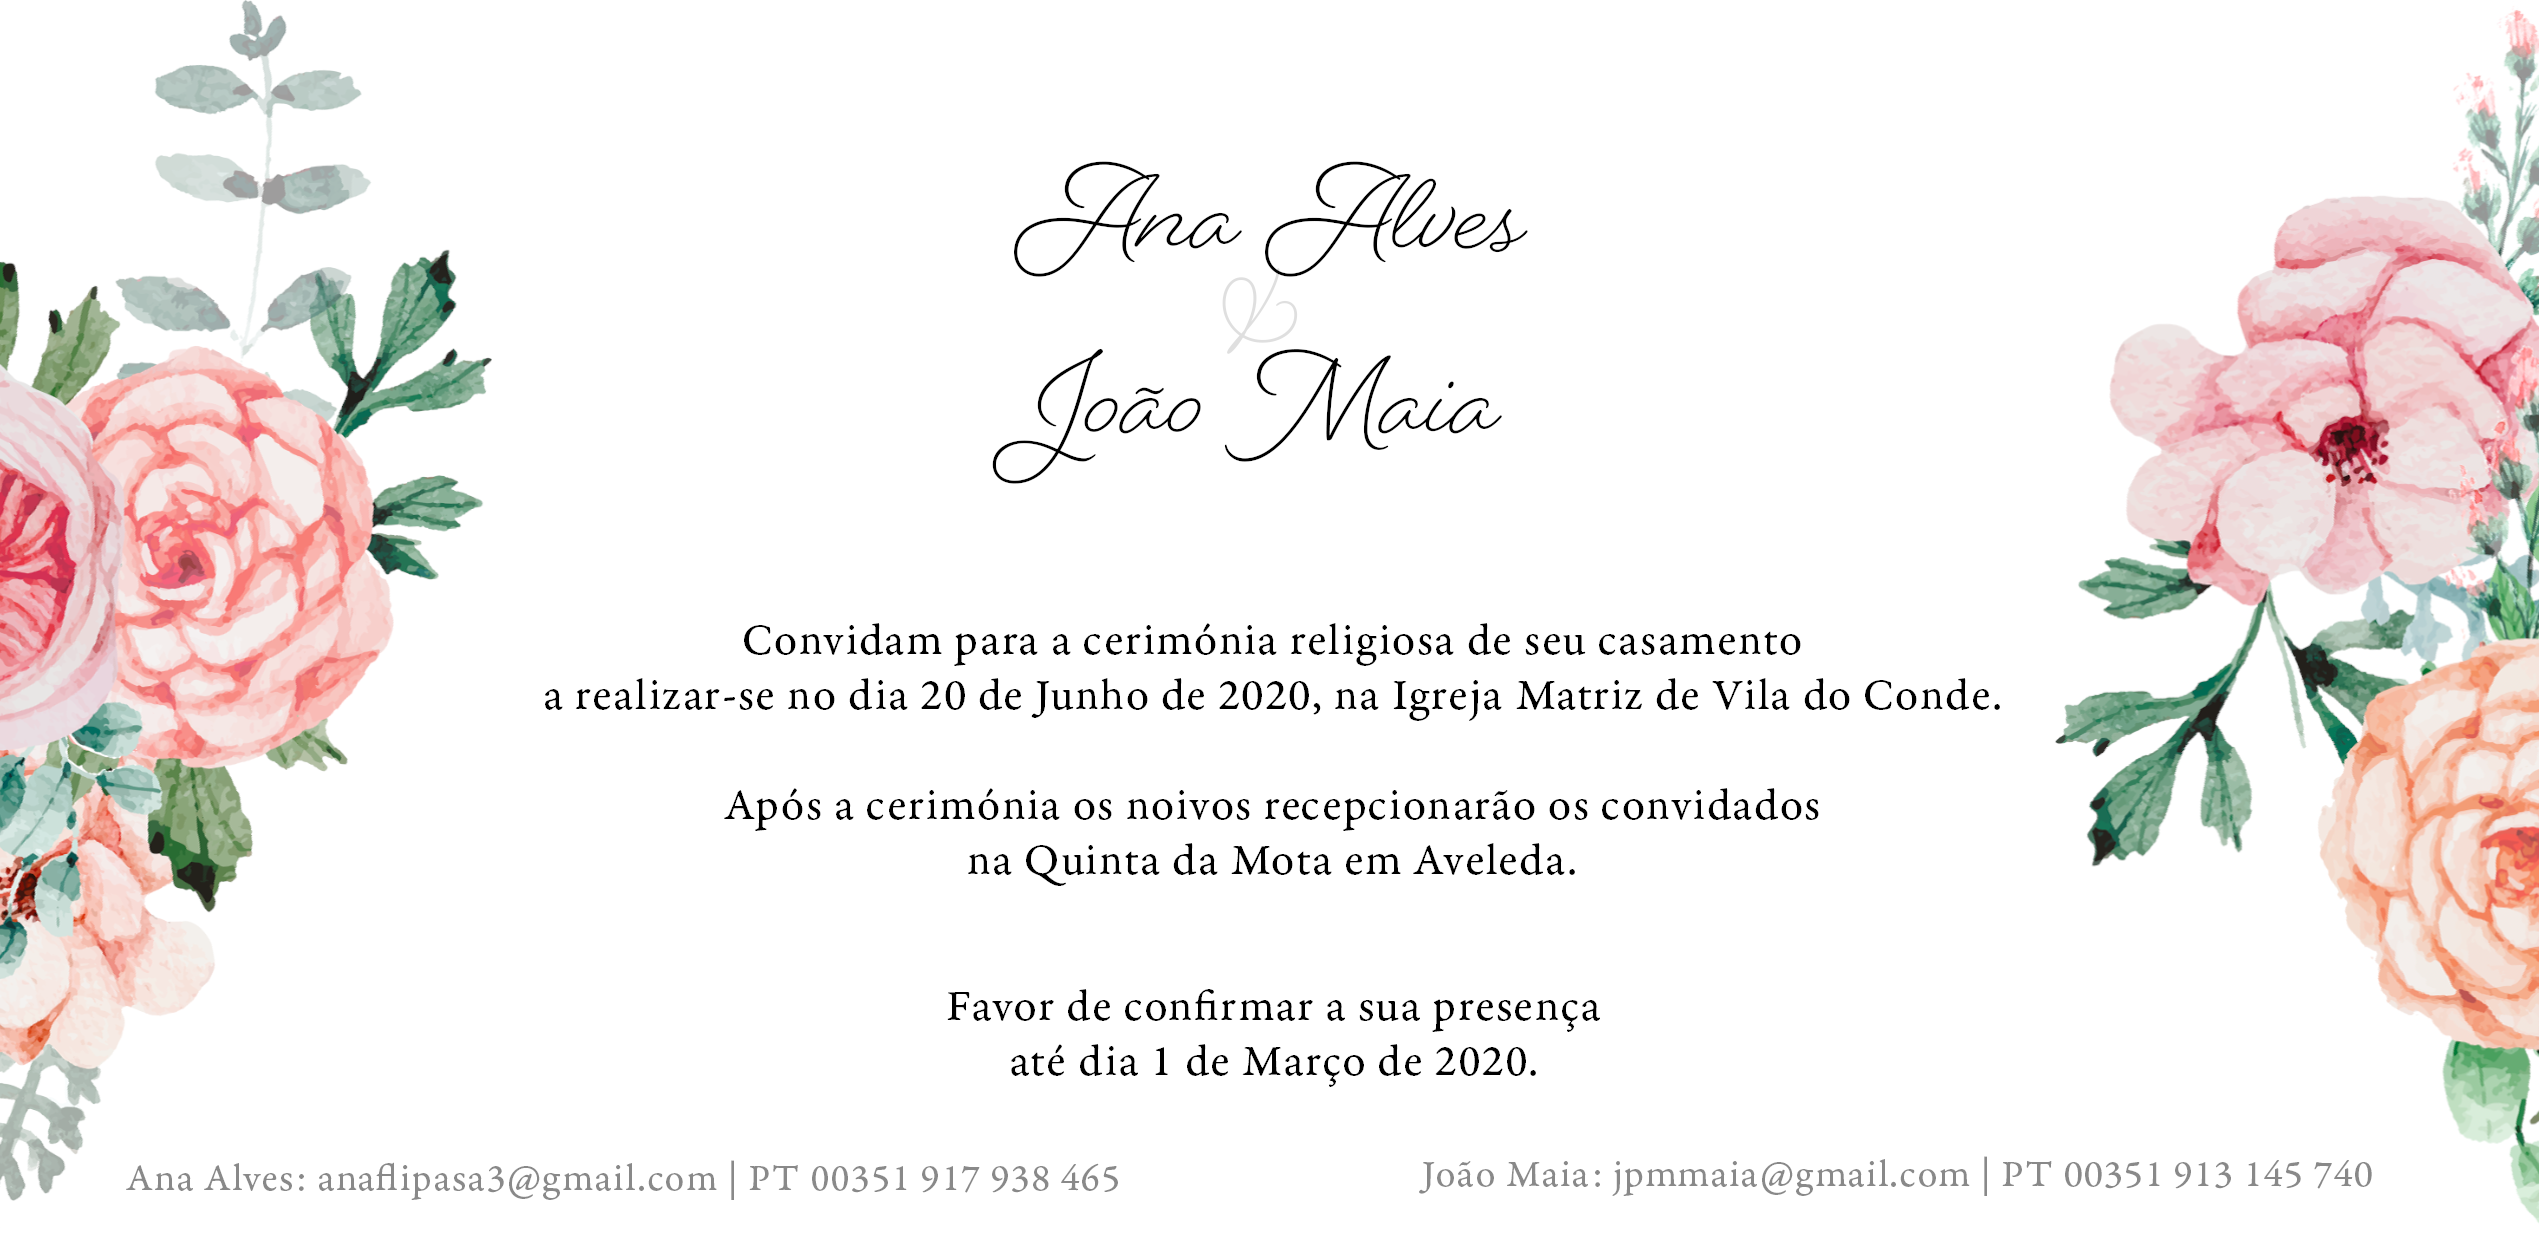 Ana Alves
&
João Maia
Convidam para a cerimónia religiosa de seu casamento
a realizar-se no dia 20 de Junho de 2020, na Igreja Matriz de Vila do Conde.
Após a cerimónia os noivos recepcionarão os convidados
na Quinta da Mota em Aveleda.
Favor de confirmar a sua presença
até dia 1 de Março de 2020.
Ana Alves: anaflipasa3@gmail.com | PT 00351 917 938 465
João Maia: jpmmaia@gmail.com | PT 00351 913 145 740